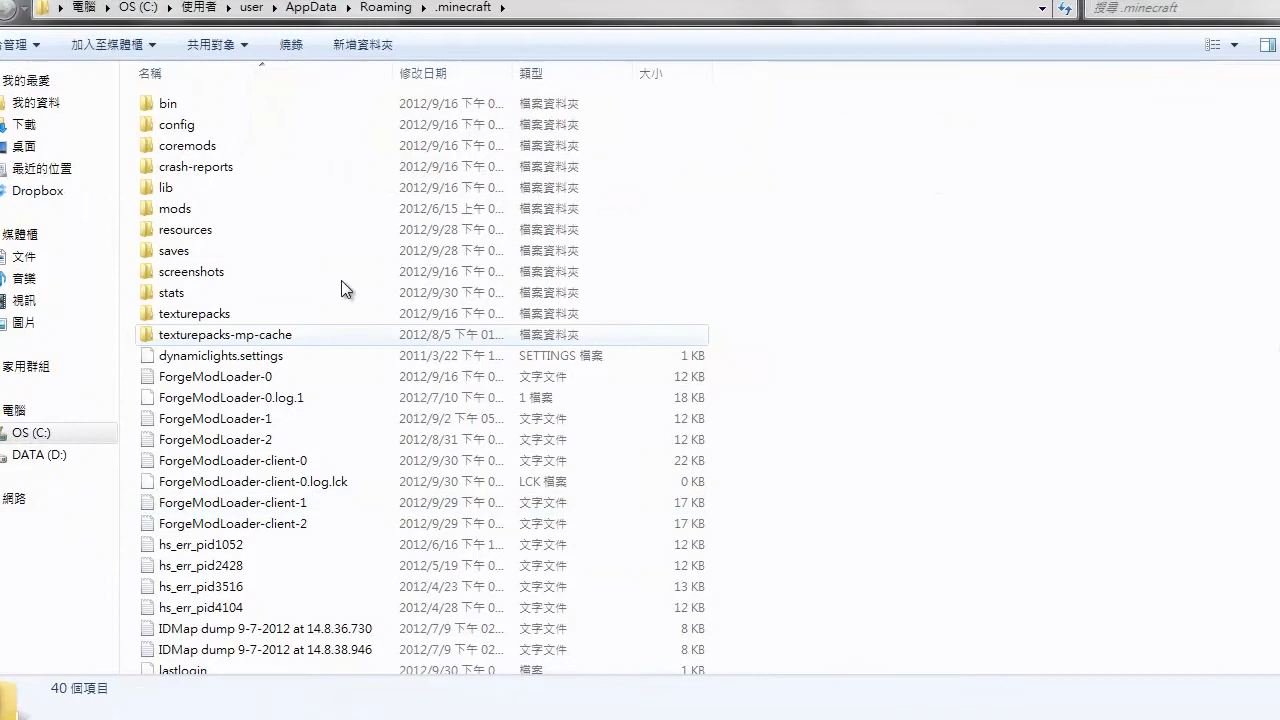 電腦 ▸ OS (C:) ▸ 使用者 ▸ user ▸ AppData ▸ Roaming ▸ .minecraft ▸
搜尋 .minecraft
合管理 加入至媒體櫃 共用對象 燒錄 新增資料夾
名稱 修改日期 類型 大小
我的最愛
我的資料
下載
桌面
最近的位置
Dropbox
媒體櫃
文件
音樂
視訊
圖片
家用群組
電腦
OS (C:)
DATA (D:)
網路
bin 2012/9/16 下午 0... 檔案資料夾
config 2012/9/16 下午 0... 檔案資料夾
coremods 2012/9/16 下午 0... 檔案資料夾
crash-reports 2012/9/16 下午 0... 檔案資料夾
lib 2012/9/16 下午 0... 檔案資料夾
mods 2012/6/15 上午 0... 檔案資料夾
resources 2012/9/28 下午 0... 檔案資料夾
saves 2012/9/28 下午 0... 檔案資料夾
screenshots 2012/9/16 下午 0... 檔案資料夾
stats 2012/9/30 下午 0... 檔案資料夾
texturepacks 2012/9/16 下午 0... 檔案資料夾
texturepacks-mp-cache 2012/8/5 下午 01... 檔案資料夾
dynamiclights.settings 2011/3/22 下午 1... SETTINGS 檔案 1 KB
ForgeModLoader-0 2012/9/16 下午 0... 文字文件 12 KB
ForgeModLoader-0.log.1 2012/7/10 下午 0... 1 檔案 18 KB
ForgeModLoader-1 2012/9/2 下午 05... 文字文件 12 KB
ForgeModLoader-2 2012/8/31 下午 0... 文字文件 12 KB
ForgeModLoader-client-0 2012/9/30 下午 0... 文字文件 22 KB
ForgeModLoader-client-0.log.lck 2012/9/30 下午 0... LCK 檔案 0 KB
ForgeModLoader-client-1 2012/9/29 下午 0... 文字文件 17 KB
ForgeModLoader-client-2 2012/9/29 下午 0... 文字文件 17 KB
hs_err_pid1052 2012/6/16 下午 1... 文字文件 12 KB
hs_err_pid2428 2012/5/19 下午 0... 文字文件 12 KB
hs_err_pid3516 2012/4/23 下午 0... 文字文件 13 KB
hs_err_pid4104 2012/4/28 下午 0... 文字文件 12 KB
IDMap dump 9-7-2012 at 14.8.36.730 2012/7/9 下午 02... 文字文件 8 KB
IDMap dump 9-7-2012 at 14.8.38.946 2012/7/9 下午 02... 文字文件 8 KB
lastlogin 2012/9/30 下午 0... 檔案 1 KB
40 個項目